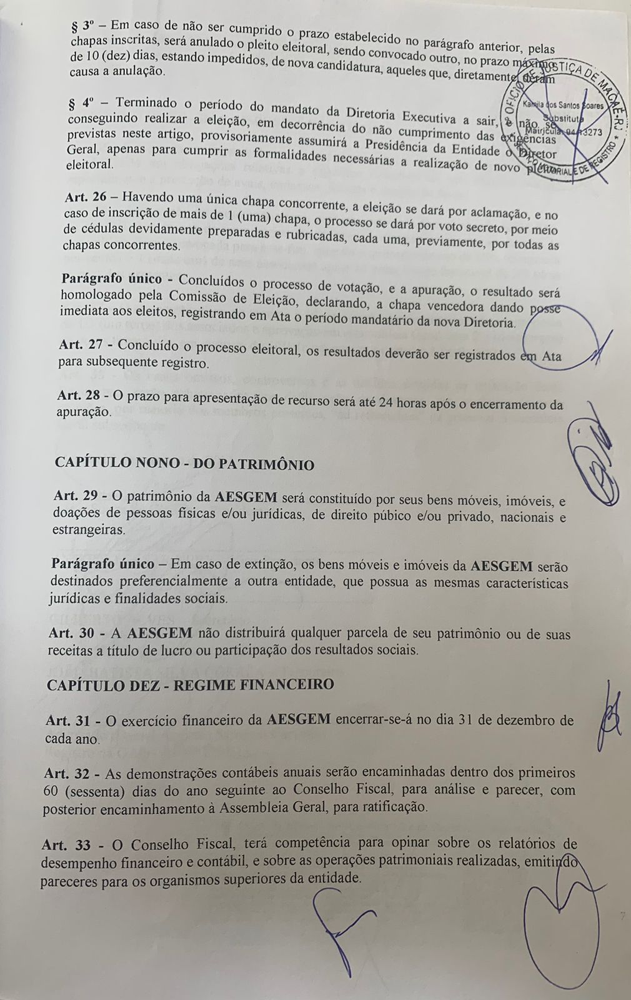 § 3º – Em caso de não ser cumprido o prazo estabelecido no parágrafo anterior, pelas
chapas inscritas, será anulado o pleito eleitoral, sendo convocado outro, no prazo máximo
de 10 (dez) dias, estando impedidos, de nova candidatura, aqueles que, diretamente, deram
causa a anulação.
OFÍCIO DE JUSTIÇA DE MACAÉ-RJ *
Kamila dos Santos Soares
Substituta
Matrícula: 94/13273
NOTORIAL E DE REGISTRO *
§ 4º – Terminado o período do mandato da Diretoria Executiva a sair, e não se
conseguindo realizar a eleição, em decorrência do não cumprimento das exigências
previstas neste artigo, provisoriamente assumirá a Presidência da Entidade o Diretor
Geral, apenas para cumprir as formalidades necessárias a realização de novo pleito
eleitoral.
Art. 26 – Havendo uma única chapa concorrente, a eleição se dará por aclamação, e no
caso de inscrição de mais de 1 (uma) chapa, o processo se dará por voto secreto, por meio
de cédulas devidamente preparadas e rubricadas, cada uma, previamente, por todas as
chapas concorrentes.
Parágrafo único - Concluídos o processo de votação, e a apuração, o resultado será
homologado pela Comissão de Eleição, declarando, a chapa vencedora dando posse
imediata aos eleitos, registrando em Ata o período mandatário da nova Diretoria.
Art. 27 - Concluído o processo eleitoral, os resultados deverão ser registrados em Ata
para subsequente registro.
Art. 28 - O prazo para apresentação de recurso será até 24 horas após o encerramento da
apuração.
CAPÍTULO NONO - DO PATRIMÔNIO
Art. 29 - O patrimônio da AESGEM será constituído por seus bens móveis, imóveis, e
doações de pessoas físicas e/ou jurídicas, de direito púbico e/ou privado, nacionais e
estrangeiras.
Parágrafo único – Em caso de extinção, os bens móveis e imóveis da AESGEM serão
destinados preferencialmente a outra entidade, que possua as mesmas características
jurídicas e finalidades sociais.
Art. 30 - A AESGEM não distribuirá qualquer parcela de seu patrimônio ou de suas
receitas a título de lucro ou participação dos resultados sociais.
CAPÍTULO DEZ - REGIME FINANCEIRO
Art. 31 - O exercício financeiro da AESGEM encerrar-se-á no dia 31 de dezembro de
cada ano.
Art. 32 - As demonstrações contábeis anuais serão encaminhadas dentro dos primeiros
60 (sessenta) dias do ano seguinte ao Conselho Fiscal, para análise e parecer, com
posterior encaminhamento à Assembleia Geral, para ratificação.
Art. 33 - O Conselho Fiscal, terá competência para opinar sobre os relatórios de
desempenho financeiro e contábil, e sobre as operações patrimoniais realizadas, emitindo
pareceres para os organismos superiores da entidade.
7